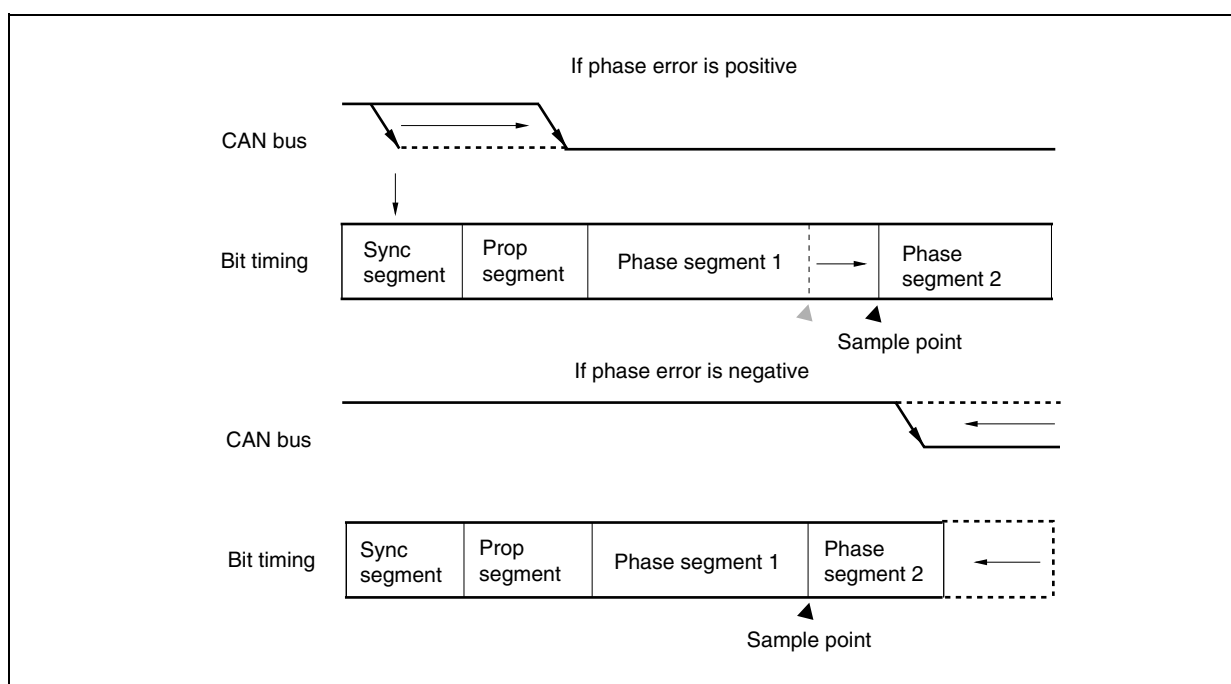 If phase error is positive
CAN bus
Bit timing
Sync
segment
Prop
segment
Phase segment 1
Phase
segment 2
Sample point
If phase error is negative
CAN bus
Bit timing
Sync
segment
Prop
segment
Phase segment 1
Phase
segment 2
Sample point